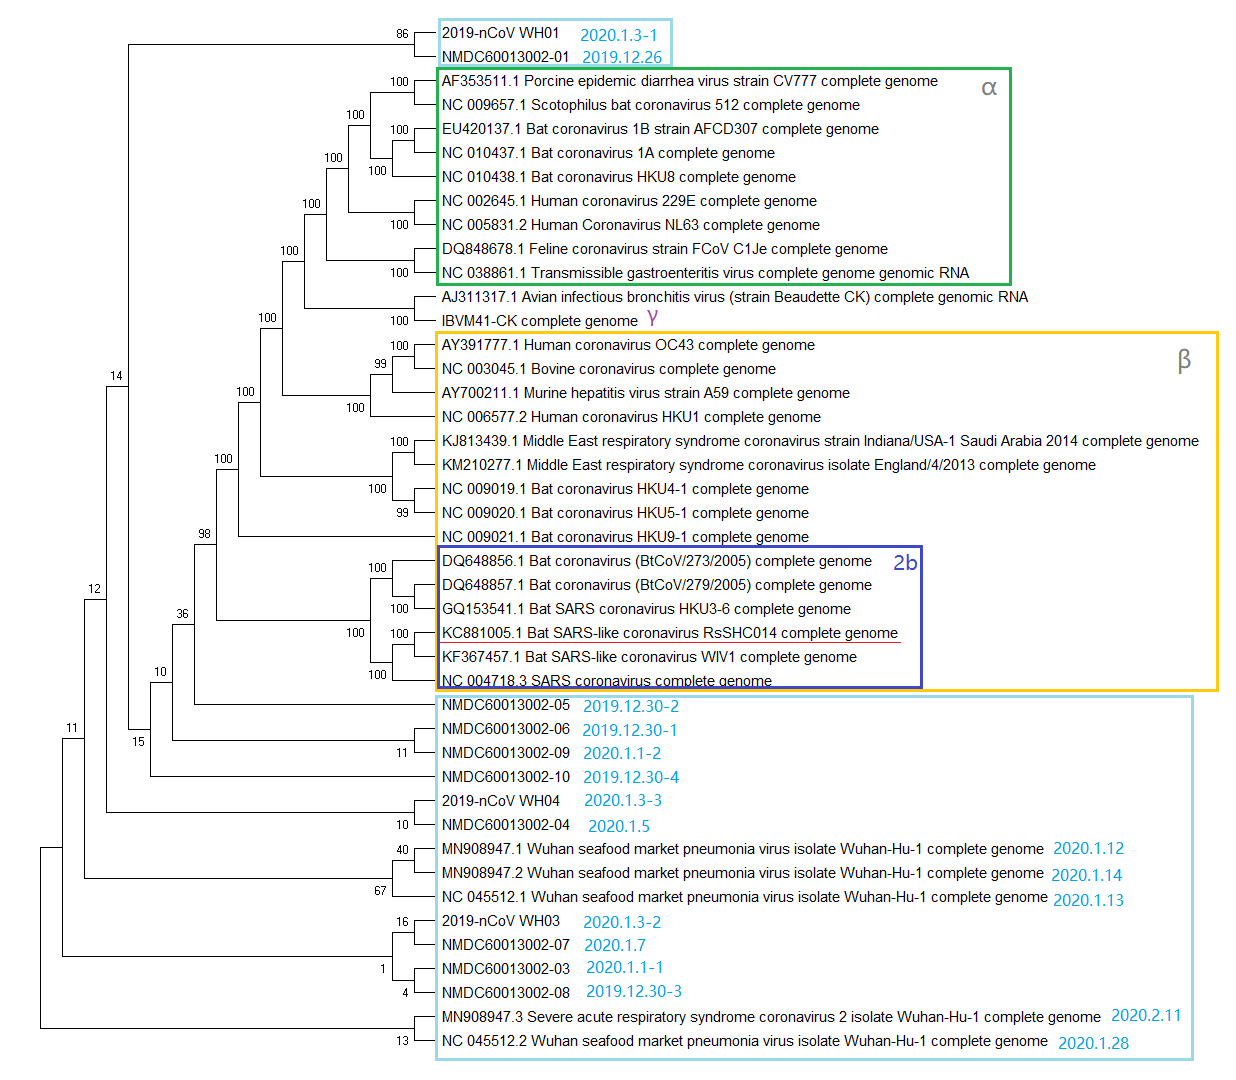 86
2019-nCoV WH01 2020.1.3-1
NMDC60013002-01 2019.12.26
100 AF353511.1 Porcine epidemic diarrhea virus strain CV777 complete genome α
NC 009657.1 Scotophilus bat coronavirus 512 complete genome
100
100 EU420137.1 Bat coronavirus 1B strain AFCD307 complete genome
NC 010437.1 Bat coronavirus 1A complete genome
100
100 NC 010438.1 Bat coronavirus HKU8 complete genome
NC 002645.1 Human coronavirus 229E complete genome
100
100 NC 005831.2 Human Coronavirus NL63 complete genome
100 DQ848678.1 Feline coronavirus strain FCoV C1Je complete genome
100 NC 038861.1 Transmissible gastroenteritis virus complete genome genomic RNA
AJ311317.1 Avian infectious bronchitis virus (strain Beaudette CK) complete genomic RNA
100
100 IBVM41-CK complete genome γ
100 AY391777.1 Human coronavirus OC43 complete genome β
99 NC 003045.1 Bovine coronavirus complete genome
14
100 AY700211.1 Murine hepatitis virus strain A59 complete genome
100
NC 006577.2 Human coronavirus HKU1 complete genome
100 KJ813439.1 Middle East respiratory syndrome coronavirus strain Indiana/USA-1 Saudi Arabia 2014 complete genome
100 KM210277.1 Middle East respiratory syndrome coronavirus isolate England/4/2013 complete genome
100 NC 009019.1 Bat coronavirus HKU4-1 complete genome
99 NC 009020.1 Bat coronavirus HKU5-1 complete genome
98 NC 009021.1 Bat coronavirus HKU9-1 complete genome
DQ648856.1 Bat coronavirus (BtCoV/273/2005) complete genome 2b
100
12 DQ648857.1 Bat coronavirus (BtCoV/279/2005) complete genome
100 GQ153541.1 Bat SARS coronavirus HKU3-6 complete genome
36
100 100 KC881005.1 Bat SARS-like coronavirus RsSHC014 complete genome
KF367457.1 Bat SARS-like coronavirus WIV1 complete genome
10 100
NC 004718.3 SARS coronavirus complete genome
NMDC60013002-05 2019.12.30-2
11 NMDC60013002-06 2019.12.30-1
15
11 NMDC60013002-09 2020.1.1-2
NMDC60013002-10 2019.12.30-4
2019-nCoV WH04 2020.1.3-3
10 NMDC60013002-04 2020.1.5
40 MN908947.1 Wuhan seafood market pneumonia virus isolate Wuhan-Hu-1 complete genome 2020.1.12
MN908947.2 Wuhan seafood market pneumonia virus isolate Wuhan-Hu-1 complete genome 2020.1.14
67
NC 045512.1 Wuhan seafood market pneumonia virus isolate Wuhan-Hu-1 complete genome 2020.1.13
16 2019-nCoV WH03 2020.1.3-2
NMDC60013002-07 2020.1.7
1 NMDC60013002-03 2020.1.1-1
4 NMDC60013002-08 2019.12.30-3
MN908947.3 Severe acute respiratory syndrome coronavirus 2 isolate Wuhan-Hu-1 complete genome 2020.2.11
13 NC 045512.2 Wuhan seafood market pneumonia virus isolate Wuhan-Hu-1 complete genome 2020.1.28